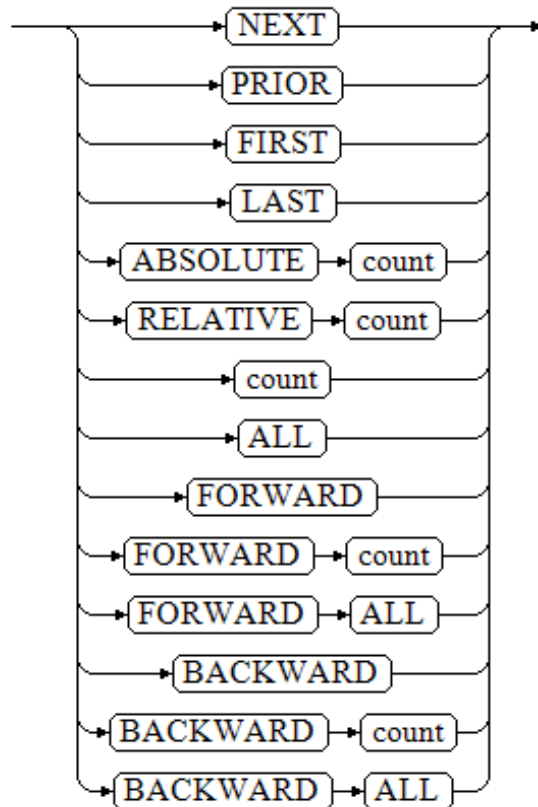 NEXT
PRIOR
FIRST
LAST
ABSOLUTE count
RELATIVE count
count
ALL
FORWARD
FORWARD count
FORWARD ALL
BACKWARD
BACKWARD count
BACKWARD ALL